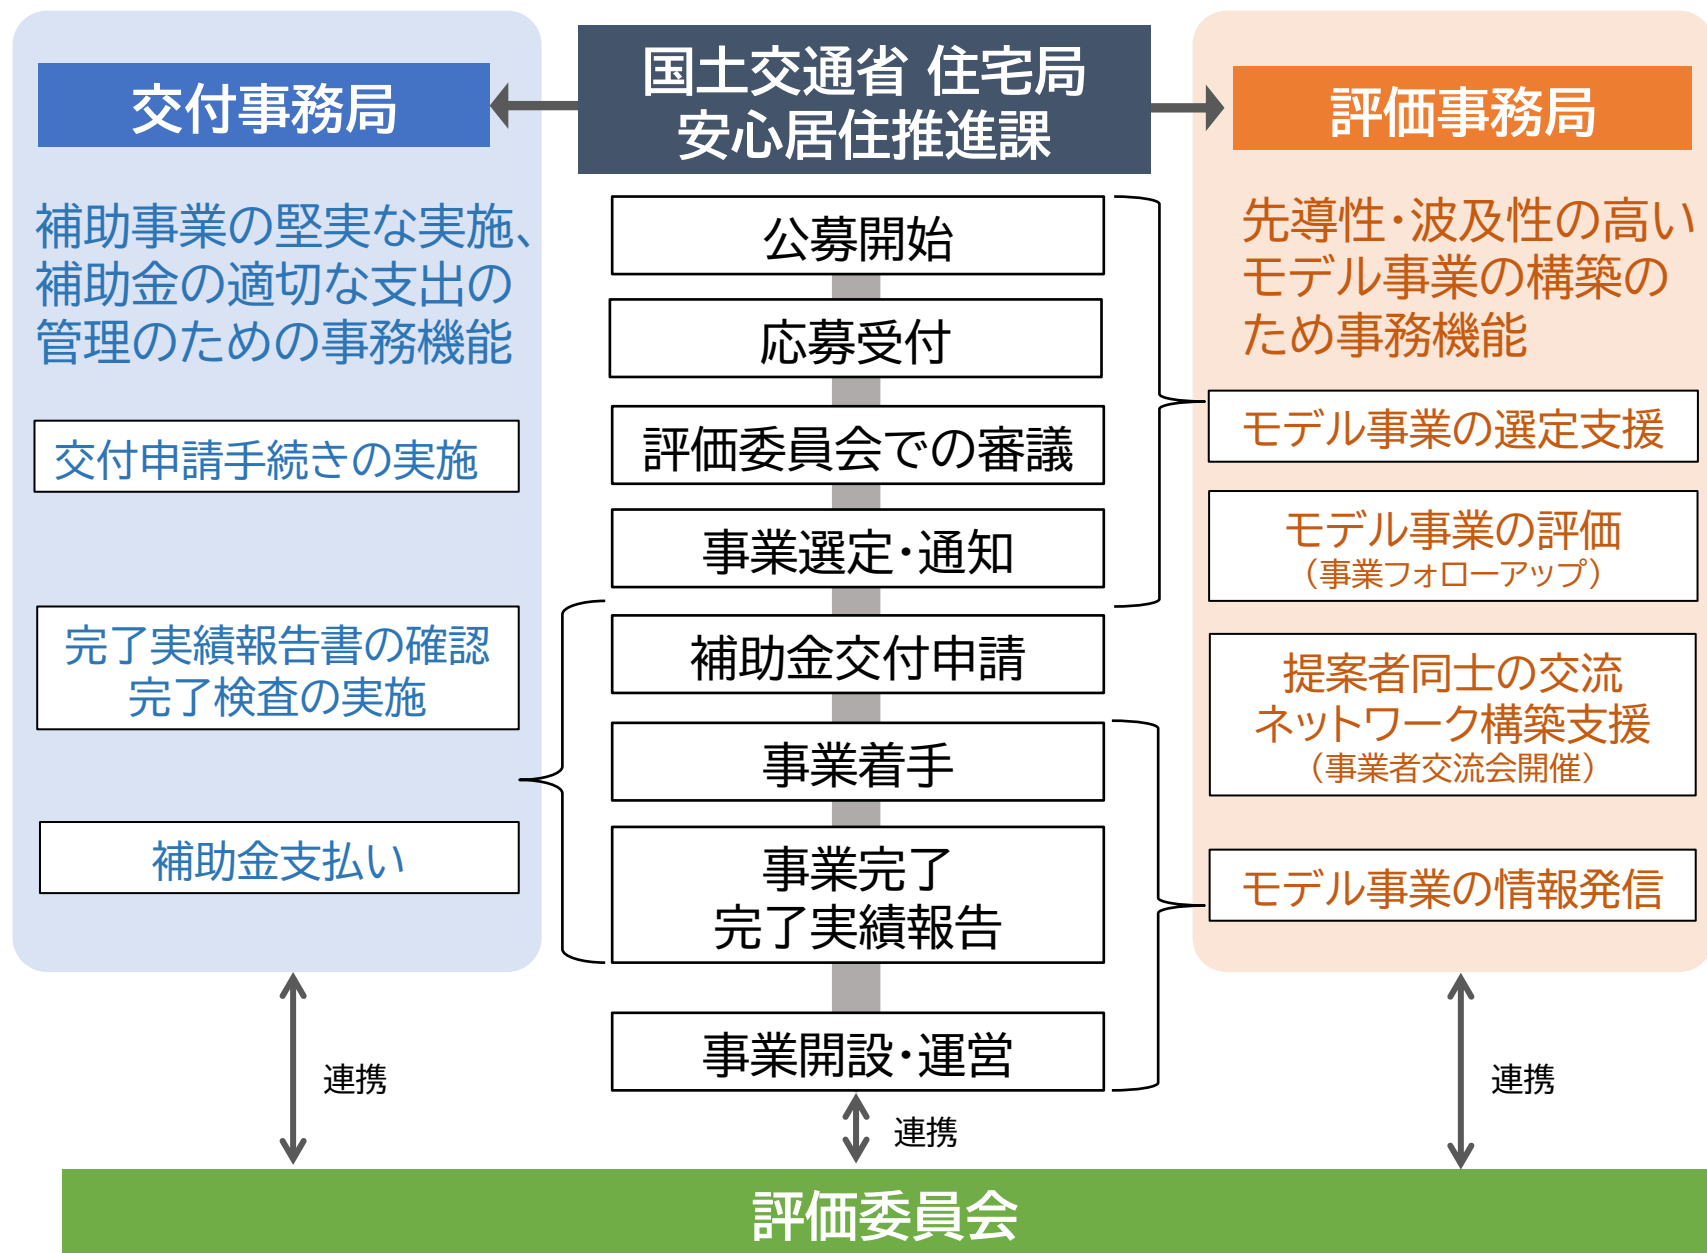 交付事務局
補助事業の堅実な実施、
補助金の適切な支出の
管理のための事務機能
交付申請手続きの実施
完了実績報告書の確認
完了検査の実施
補助金支払い
国土交通省 住宅局
安心居住推進課
公募開始
応募受付
評価委員会での審議
事業選定・通知
補助金交付申請
事業着手
事業完了
完了実績報告
事業開設・運営
評価事務局
先導性・波及性の高い
モデル事業の構築の
ため事務機能
モデル事業の選定支援
モデル事業の評価
（事業フォローアップ）
提案者同士の交流
ネットワーク構築支援
（事業者交流会開催）
モデル事業の情報発信
連携
連携
連携
評価委員会